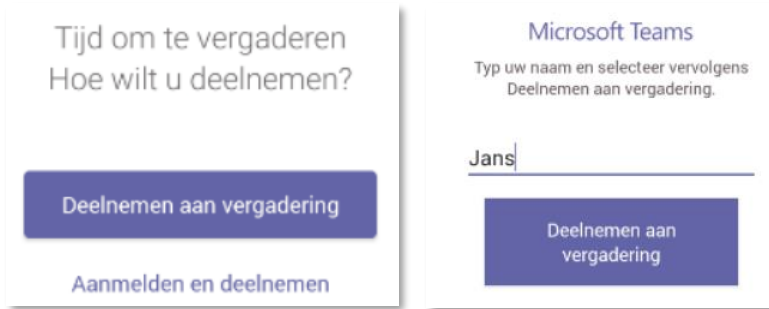 Tijd om te vergaderen
Hoe wilt u deelnemen?
Deelnemen aan vergadering
Aanmelden en deelnemen
Microsoft Teams
Typ uw naam en selecteer vervolgens
Deelnemen aan vergadering.
Jans
Deelnemen aan
vergadering